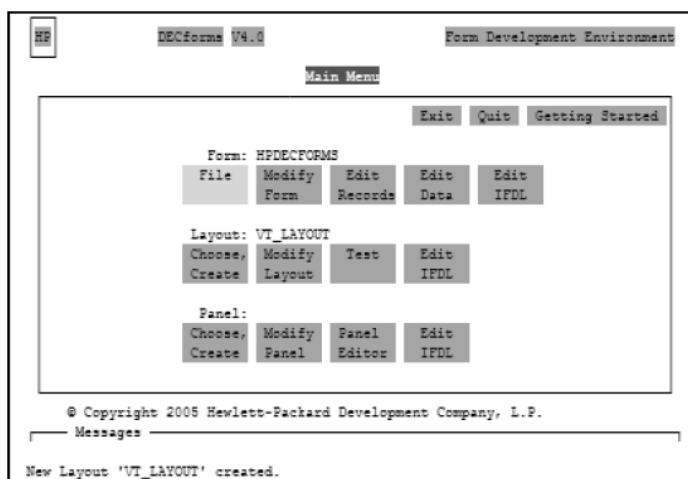 HP DECforms V4.0 Form Development Environment
Main Menu
Exit Quit Getting Started
Form: HPDECFORMS
File Modify Edit Edit Edit
Form Records Data IFDL
Layout: VT_LAYOUT
Choose, Modify Test Edit
Create Layout IFDL
Panel:
Choose, Modify Panel Edit
Create Panel Editor IFDL
© Copyright 2005 Hewlett-Packard Development Company, L.P.
Messages
New Layout 'VT_LAYOUT' created.